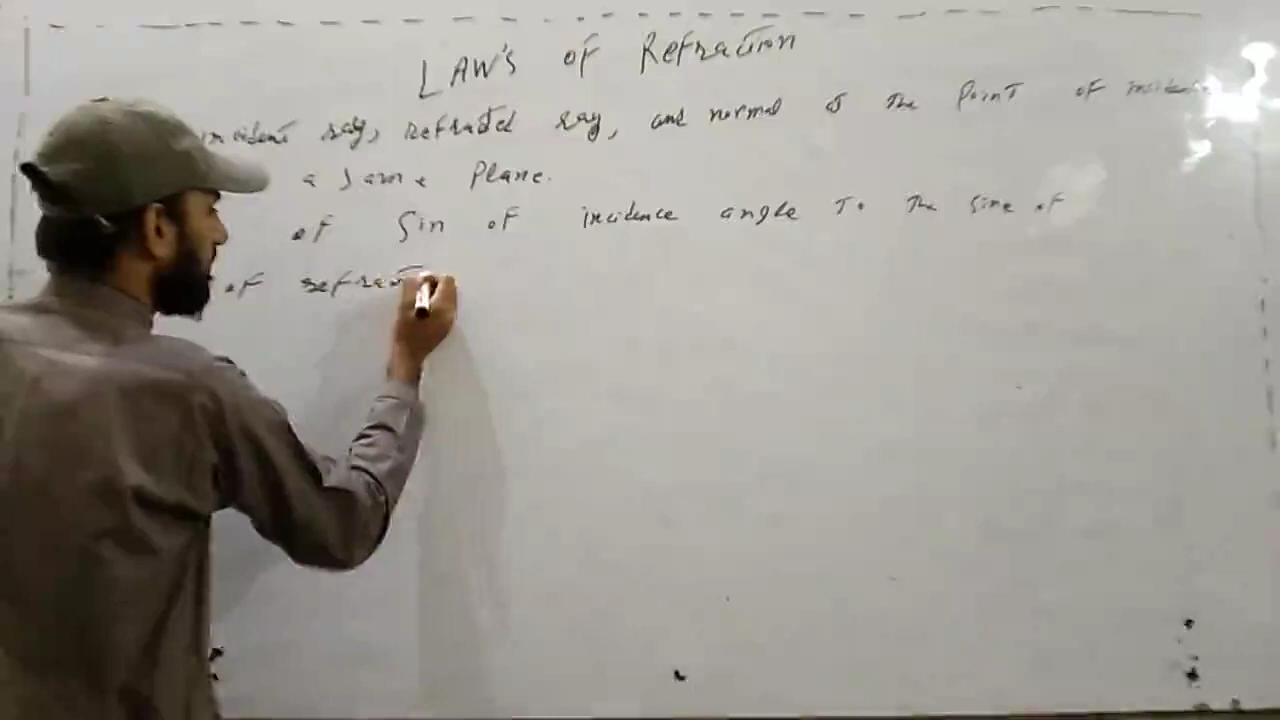 LAW'S OF Refraction
incident ray, refracted ray, and normal at the Point of incidence
a same Plane.
of Sin of incidence angle To The Sine of
of refract